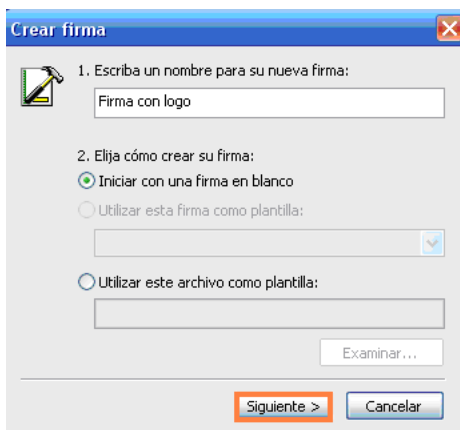 Crear firma
1. Escriba un nombre para su nueva firma:
Firma con logo
2. Elija cómo crear su firma:
Iniciar con una firma en blanco
Utilizar esta firma como plantilla:
Utilizar este archivo como plantilla:
Examinar...
Siguiente > Cancelar